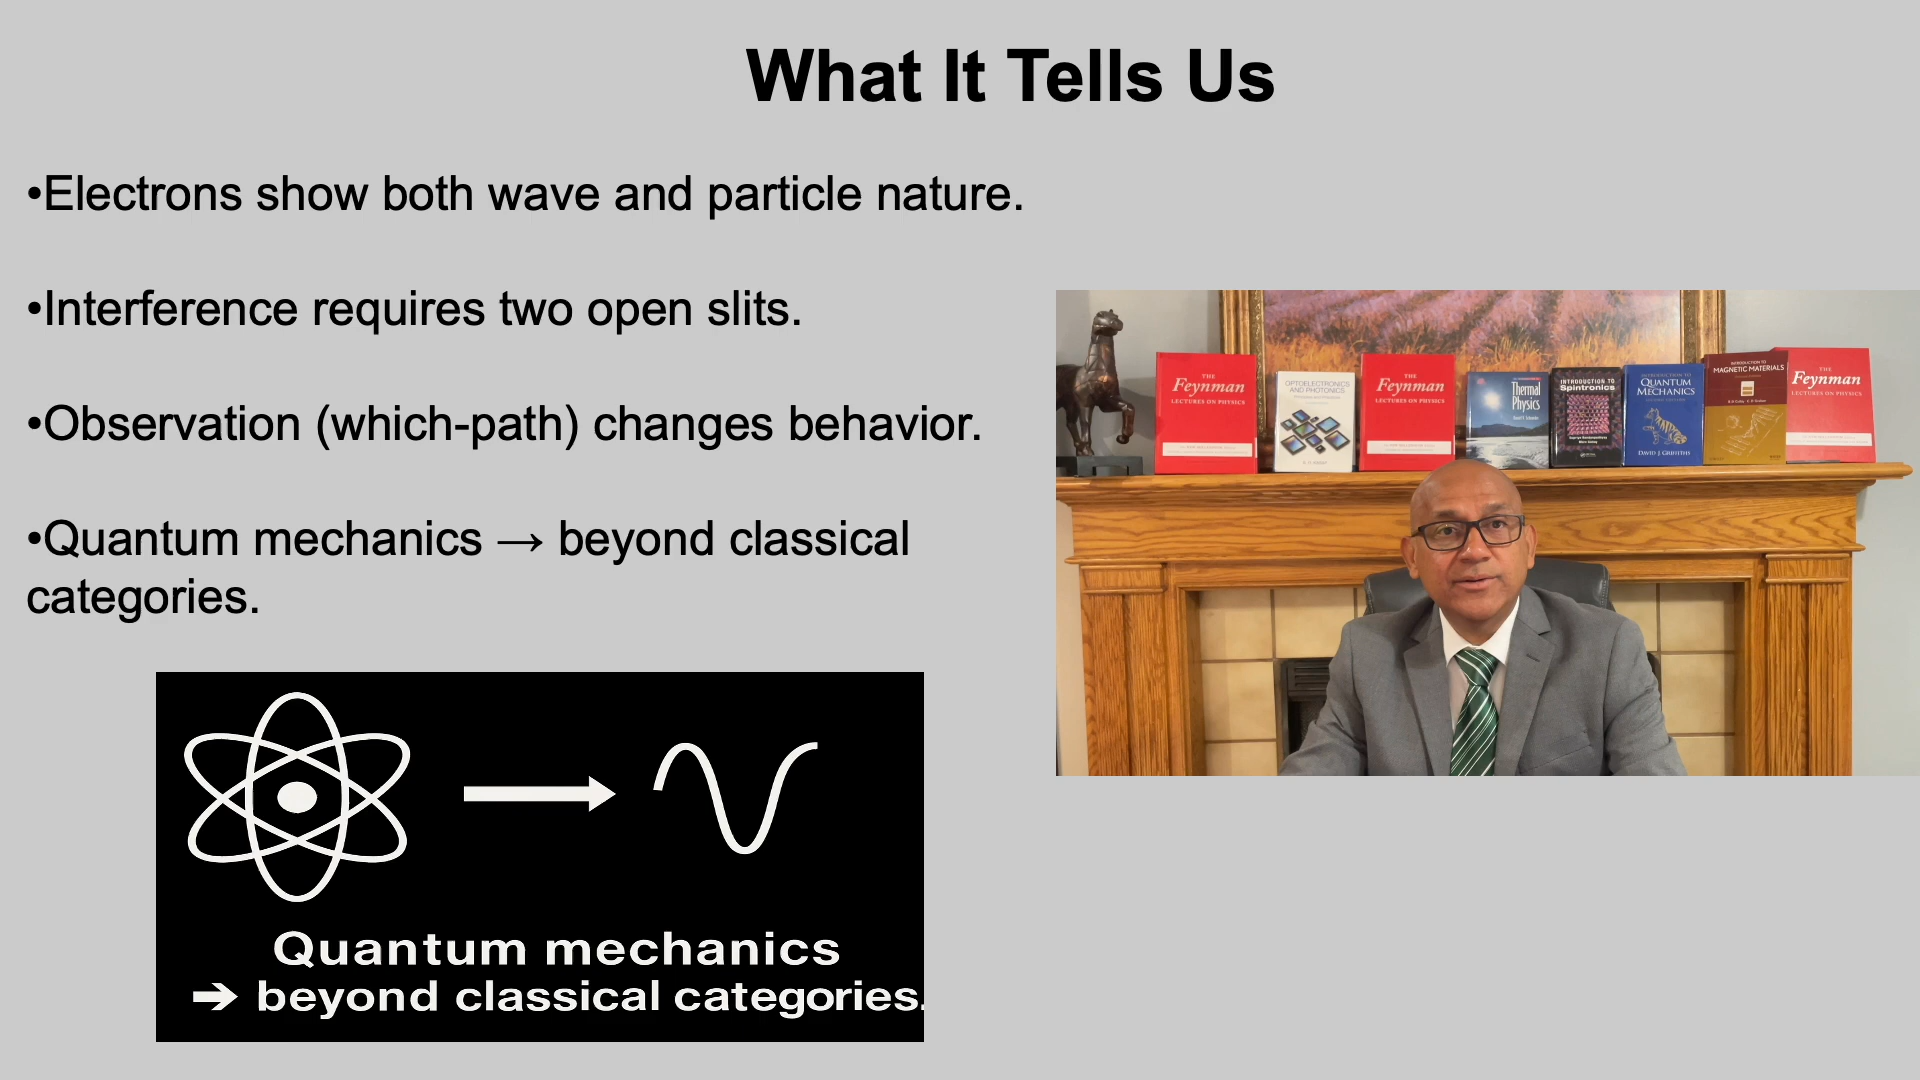 What It Tells Us
•Electrons show both wave and particle nature.
•Interference requires two open slits.
•Observation (which-path) changes behavior.
•Quantum mechanics → beyond classical
categories.
Quantum mechanics
➔ beyond classical categories.
THE
Feynman
LECTURES ON PHYSICS
OPTOELECTRONICS
AND PHOTONICS
THE
Feynman
LECTURES ON PHYSICS
Thermal
Physics
INTRODUCTION TO
Spintronics
INTRODUCTION TO
QUANTUM
MECHANICS
DAVID J. GRIFFITHS
INTRODUCTION TO
MAGNETIC MATERIALS
THE
Feynman
LECTURES ON PHYSICS